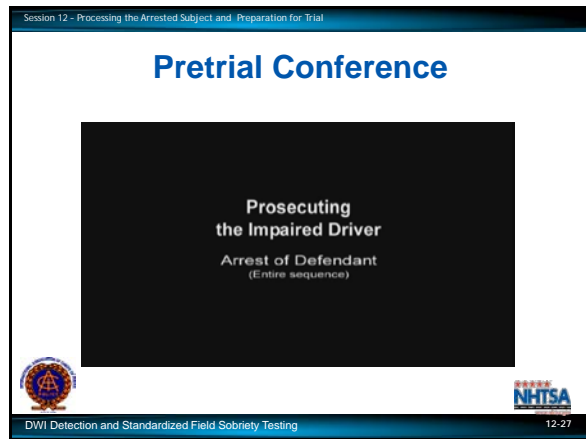 Session 12 – Processing the Arrested Subject and Preparation for Trial
Pretrial Conference
Prosecuting
the Impaired Driver
Arrest of Defendant
(Entire sequence)
NHTSA
DWI Detection and Standardized Field Sobriety Testing
12-27